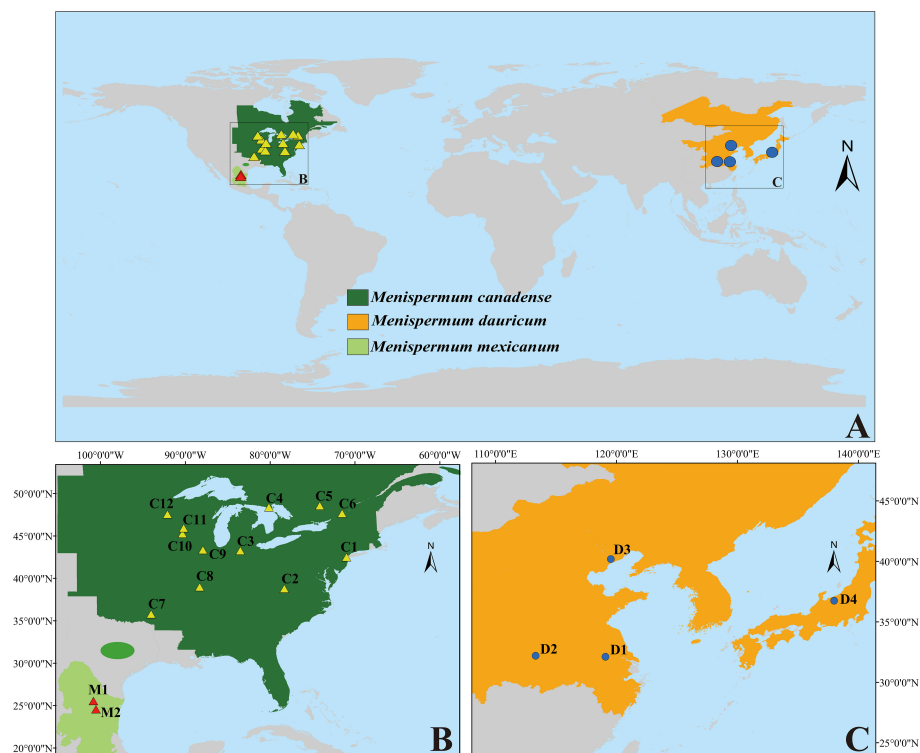 B
C
N
Menispermum canadense
Menispermum dauricum
Menispermum mexicanum
A
100°0'0"W 90°0'0"W 80°0'0"W 70°0'0"W 60°0'0"W
50°0'0"N
45°0'0"N
40°0'0"N
35°0'0"N
30°0'0"N
25°0'0"N
20°0'0"N
C12
C11
C10
C9
C3
C4
C5
C6
C1
C8
C2
C7
M1
M2
N
B
110°0'0"E 120°0'0"E 130°0'0"E 140°0'0"E
45°0'0"N
40°0'0"N
35°0'0"N
30°0'0"N
25°0'0"N
D3
D4
D2
D1
N
C